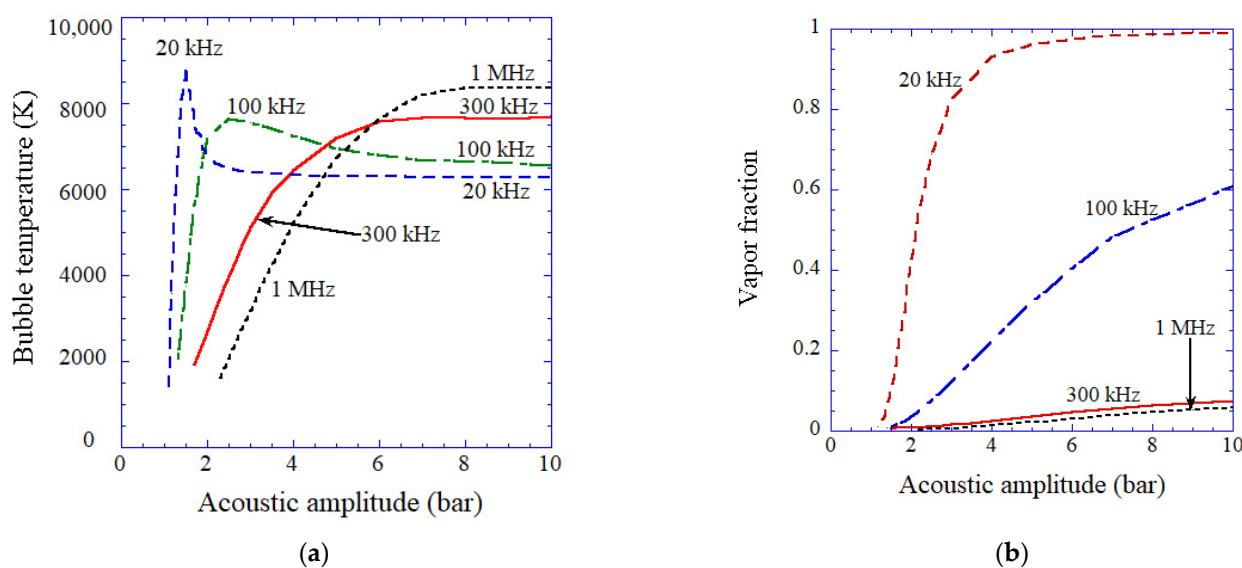 10,000
8000
6000
4000
2000
0
Bubble temperature (K)
20 kHz
100 kHz
1 MHz
300 kHz
100 kHz
20 kHz
300 kHz
1 MHz
0 2 4 6 8 10
Acoustic amplitude (bar)
(a)
1
0.8
0.6
0.4
0.2
0
Vapor fraction
20 kHz
100 kHz
1 MHz
300 kHz
0 2 4 6 8 10
Acoustic amplitude (bar)
(b)